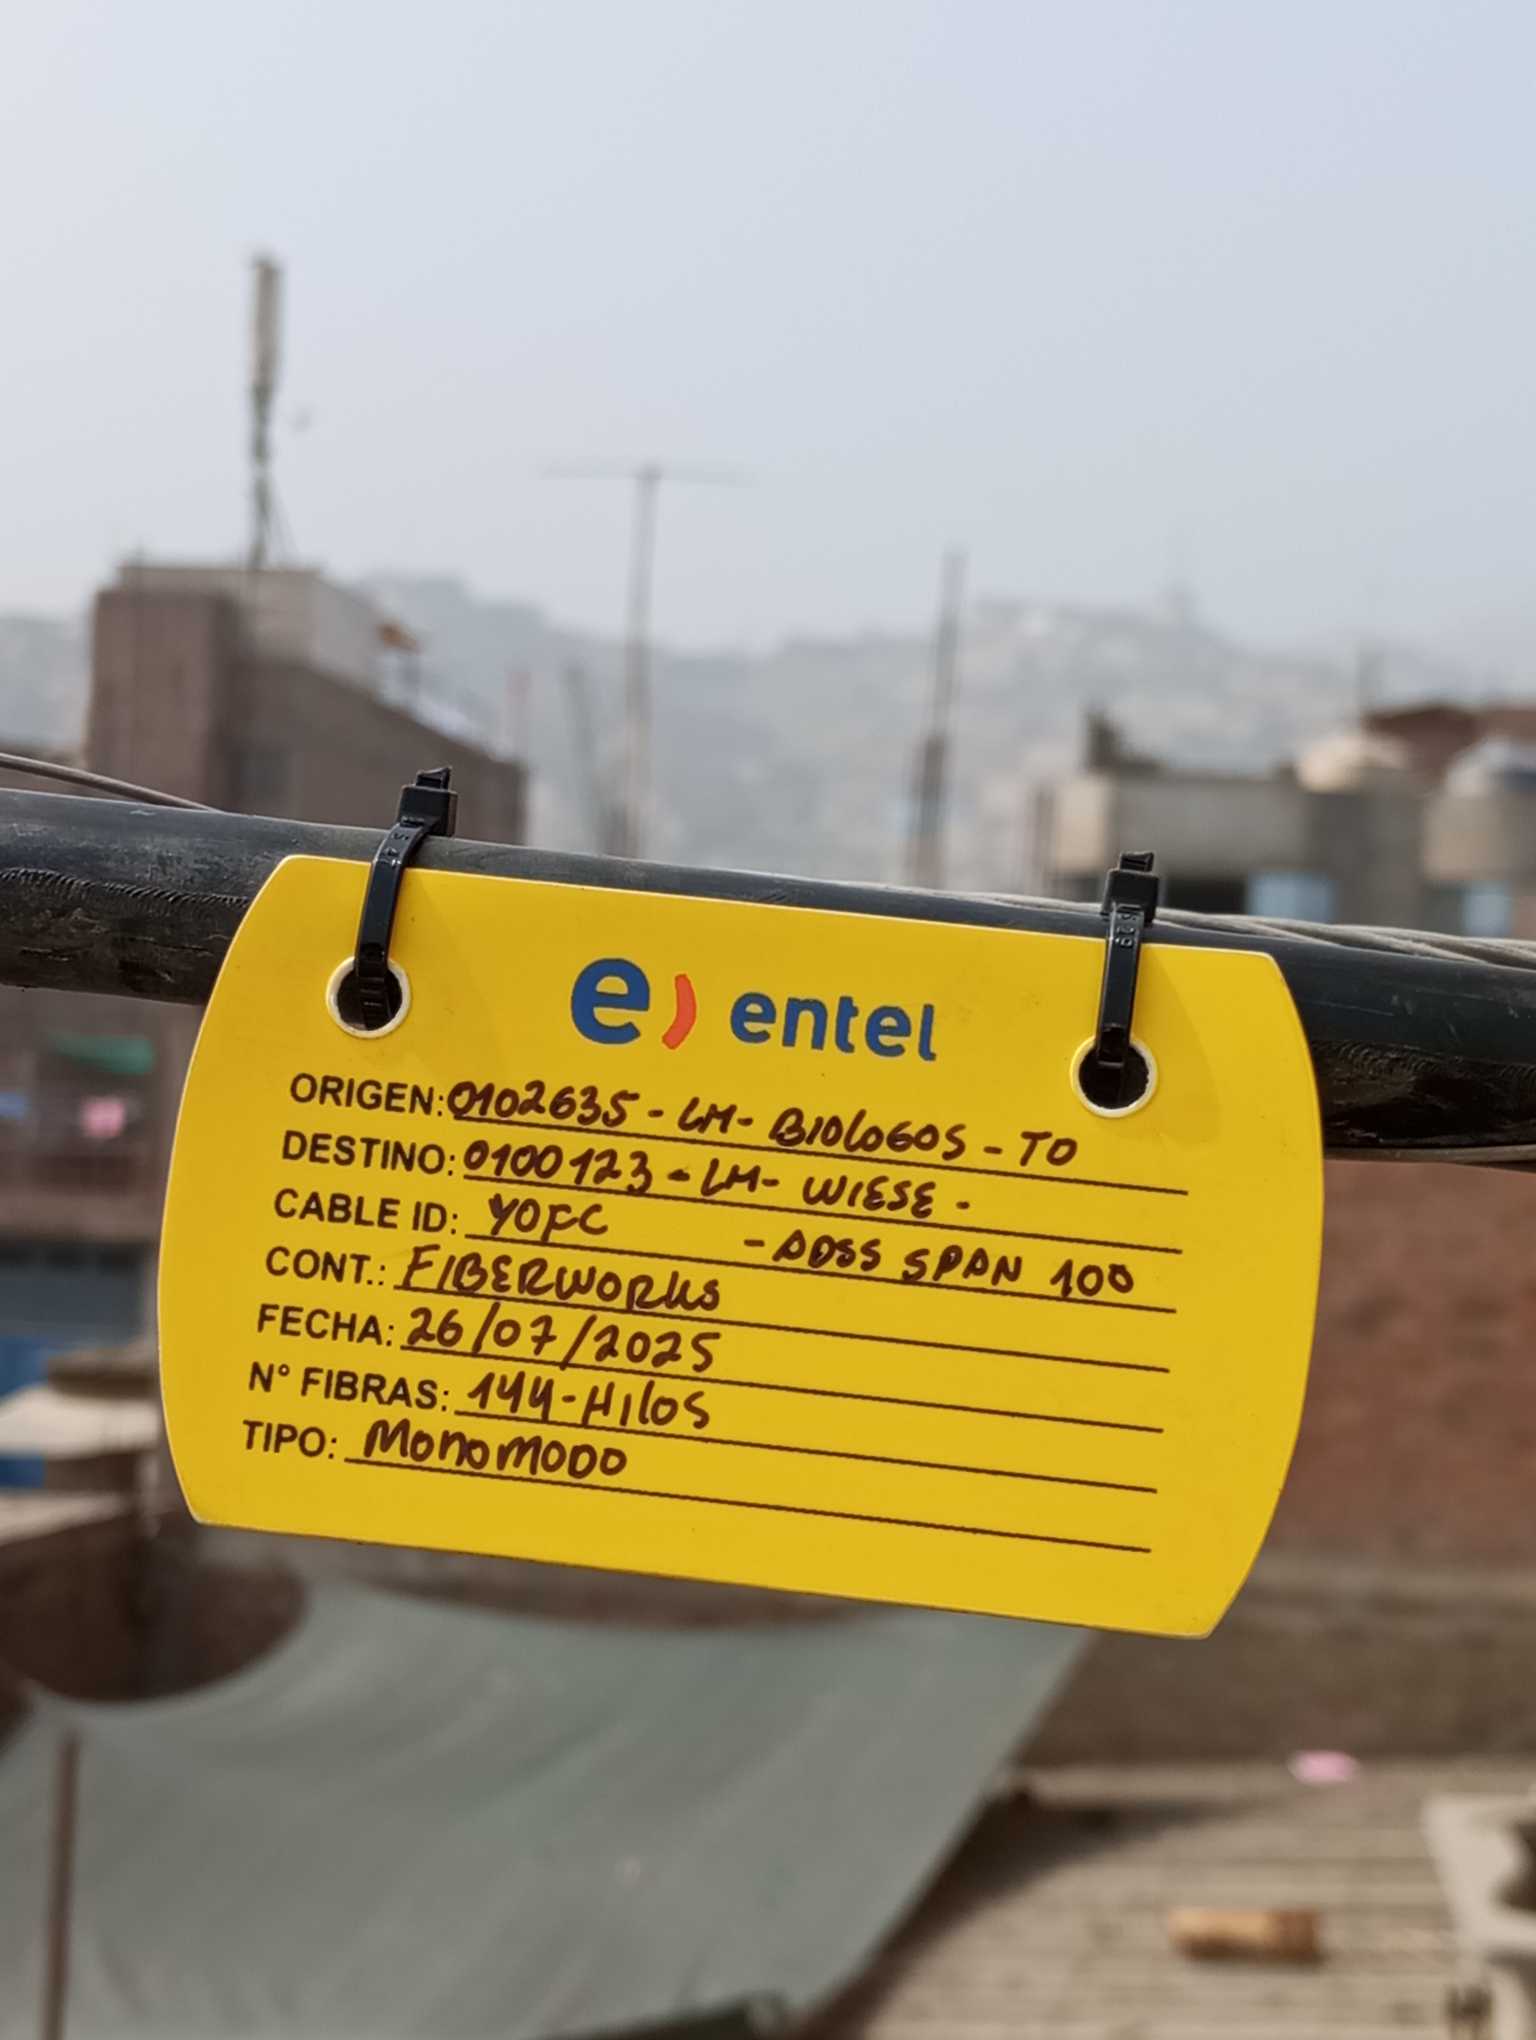 e) entel
ORIGEN: 0102635 - LM - BIOLOGOS - TO
DESTINO: 0100123 - LM - WIESE -
CABLE ID: YOFC - ADSS SPAN 100
CONT.: FIBERWORKS
FECHA: 26/07/2025
N° FIBRAS: 144 - Hilos
TIPO: MONOMODO